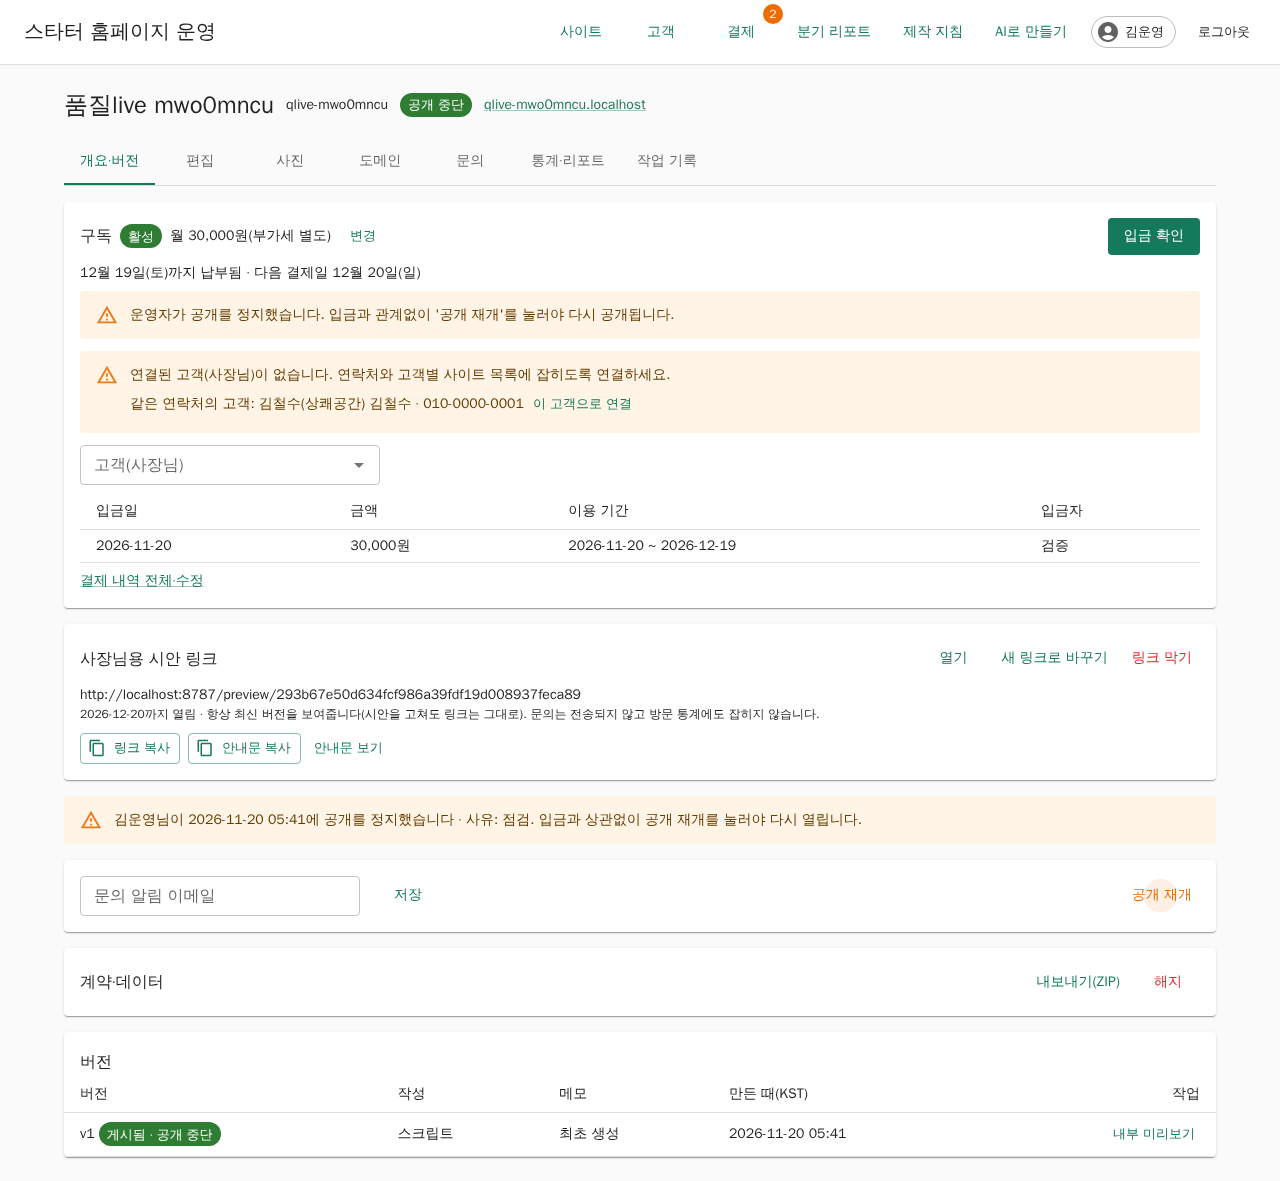 스타터 홈페이지 운영
사이트 고객 결제 2 분기 리포트 제작 지침 AI로 만들기 김운영 로그아웃
품질live mwo0mncu qlive-mwo0mncu 공개 중단 qlive-mwo0mncu.localhost
개요·버전 편집 사진 도메인 문의 통계·리포트 작업 기록
구독 활성 월 30,000원(부가세 별도) 변경 입금 확인
12월 19일(토)까지 납부됨 · 다음 결제일 12월 20일(일)
운영자가 공개를 정지했습니다. 입금과 관계없이 '공개 재개'를 눌러야 다시 공개됩니다.
연결된 고객(사장님)이 없습니다. 연락처와 고객별 사이트 목록에 잡히도록 연결하세요.
같은 연락처의 고객: 김철수(상쾌공간) 김철수 · 010-0000-0001 이 고객으로 연결
고객(사장님)
입금일 금액 이용 기간 입금자
2026-11-20 30,000원 2026-11-20 ~ 2026-12-19 검증
결제 내역 전체·수정
사장님용 시안 링크 열기 새 링크로 바꾸기 링크 막기
http://localhost:8787/preview/293b67e50d634fcf986a39fdf19d008937feca89
2026-12-20까지 열림 · 항상 최신 버전을 보여줍니다(시안을 고쳐도 링크는 그대로). 문의는 전송되지 않고 방문 통계에도 잡히지 않습니다.
링크 복사 안내문 복사 안내문 보기
김운영님이 2026-11-20 05:41에 공개를 정지했습니다 · 사유: 점검. 입금과 상관없이 공개 재개를 눌러야 다시 열립니다.
문의 알림 이메일 저장 공개 재개
계약·데이터 내보내기(ZIP) 해지
버전
버전 작성 메모 만든 때(KST) 작업
v1 게시됨 · 공개 중단 스크립트 최초 생성 2026-11-20 05:41 내부 미리보기